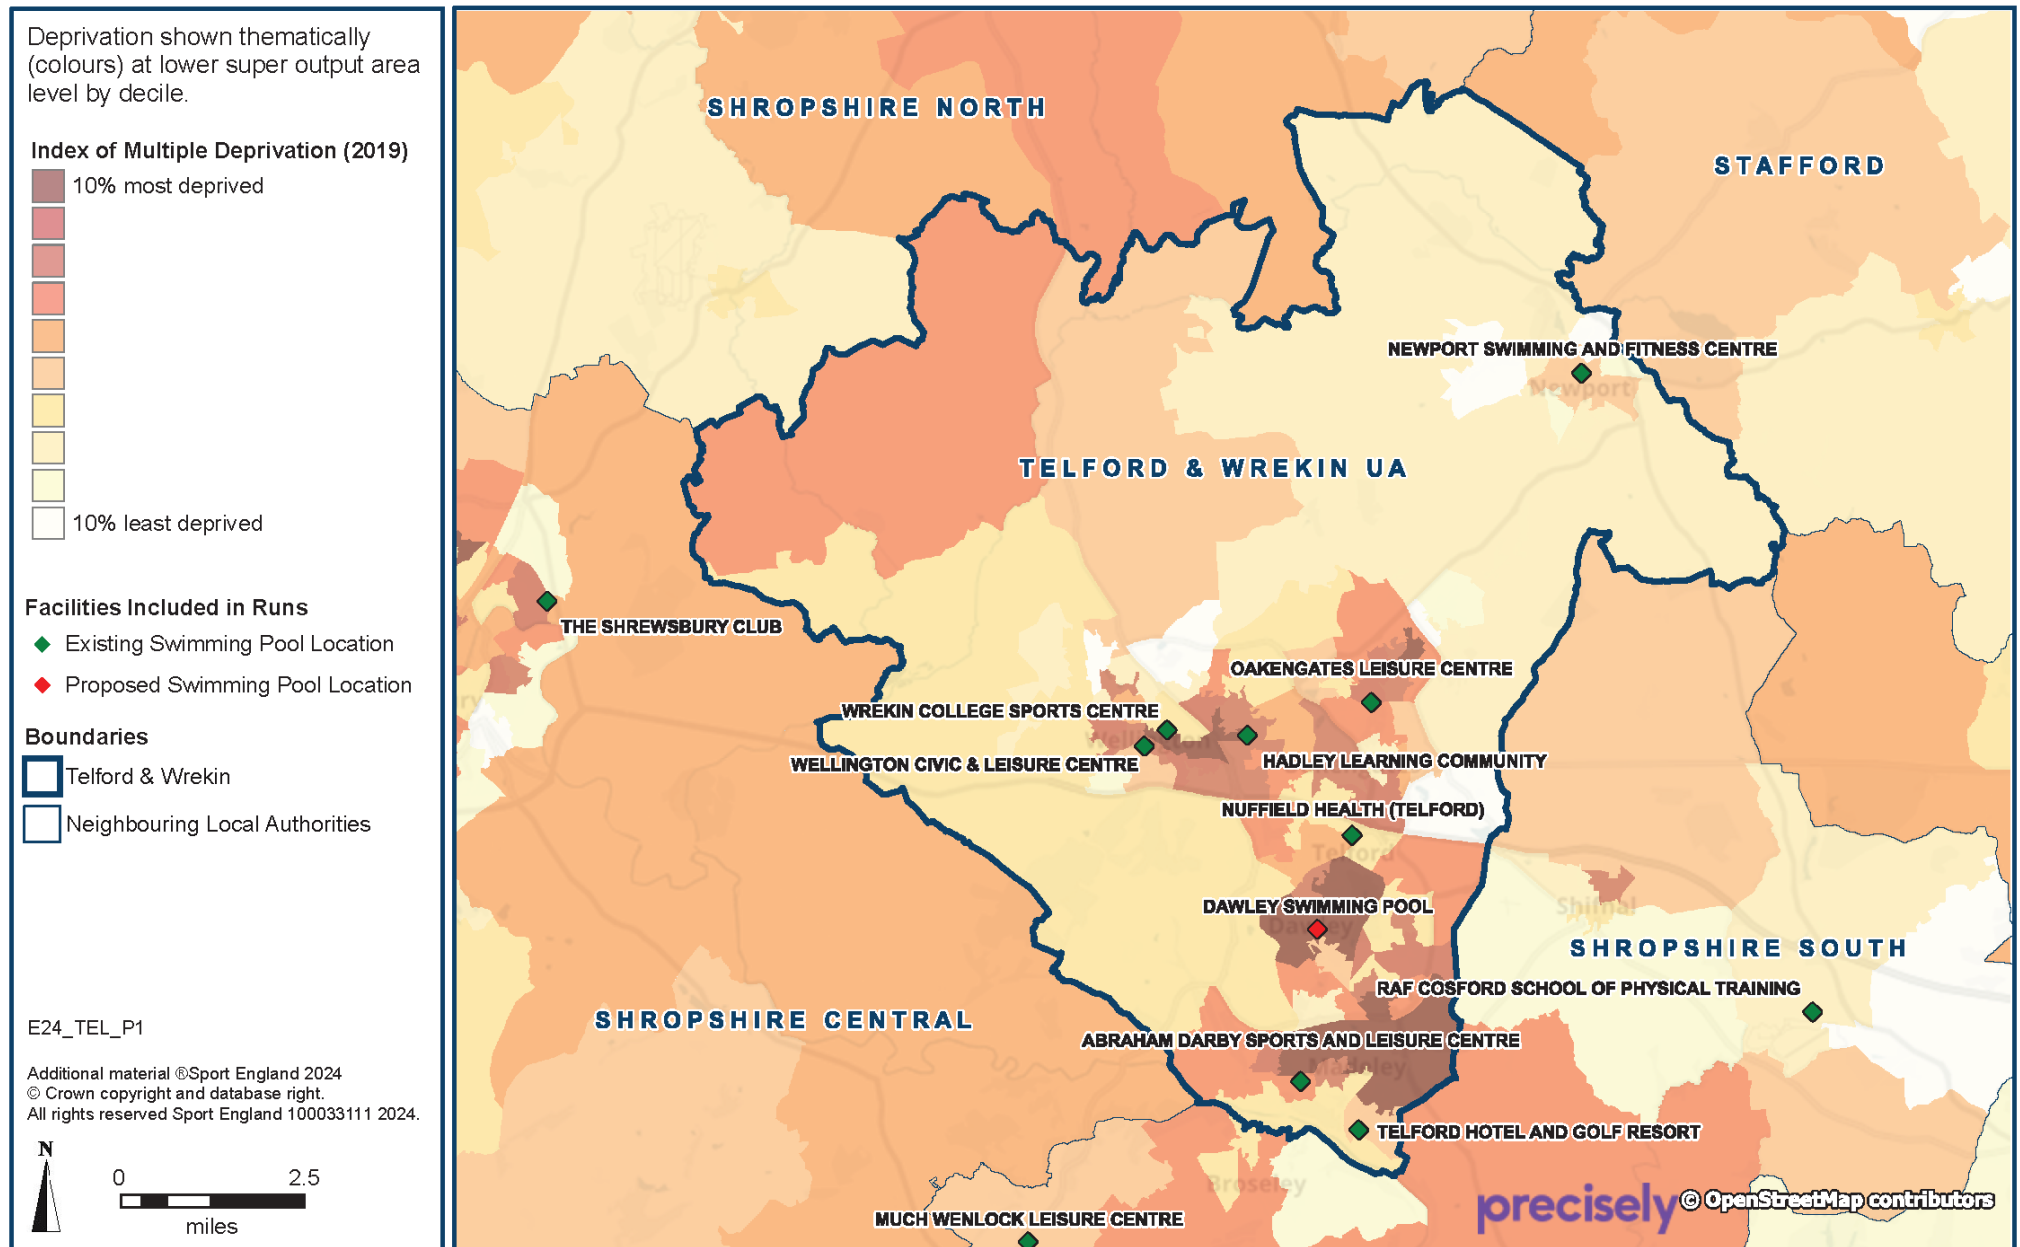 Deprivation shown thematically
(colours) at lower super output area
level by decile.
Index of Multiple Deprivation (2019)
10% most deprived
10% least deprived
Facilities Included in Runs
Existing Swimming Pool Location
Proposed Swimming Pool Location
Boundaries
Telford & Wrekin
Neighbouring Local Authorities
E24_TEL_P1
Additional material ®Sport England 2024
© Crown copyright and database right.
All rights reserved Sport England 100033111 2024.
N
0 2.5
miles
SHROPSHIRE NORTH
STAFFORD
NEWPORT SWIMMING AND FITNESS CENTRE
Newport
TELFORD & WREKIN UA
THE SHREWSBURY CLUB
OAKENGATES LEISURE CENTRE
WREKIN COLLEGE SPORTS CENTRE
Wellington
WELLINGTON CIVIC & LEISURE CENTRE
HADLEY LEARNING COMMUNITY
NUFFIELD HEALTH (TELFORD)
Telford
DAWLEY SWIMMING POOL
Dawley
Shifnal
SHROPSHIRE SOUTH
RAF COSFORD SCHOOL OF PHYSICAL TRAINING
SHROPSHIRE CENTRAL
ABRAHAM DARBY SPORTS AND LEISURE CENTRE
Madeley
TELFORD HOTEL AND GOLF RESORT
Broseley
MUCH WENLOCK LEISURE CENTRE
precisely
© OpenStreetMap contributors